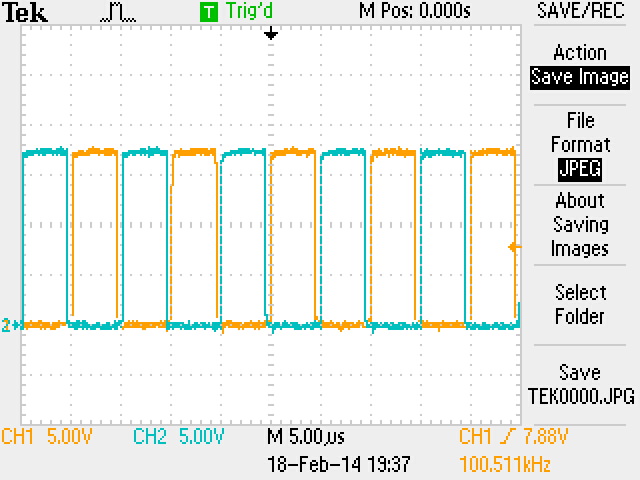 Tek
T Trig'd
M Pos: 0.000s
SAVE/REC
Action
Save Image
File
Format
JPEG
About
Saving
Images
Select
Folder
Save
TEK0000.JPG
2
CH1 5.00V
CH2 5.00V
M 5.00µs
CH1 7.88V
18-Feb-14 19:37
100.511kHz